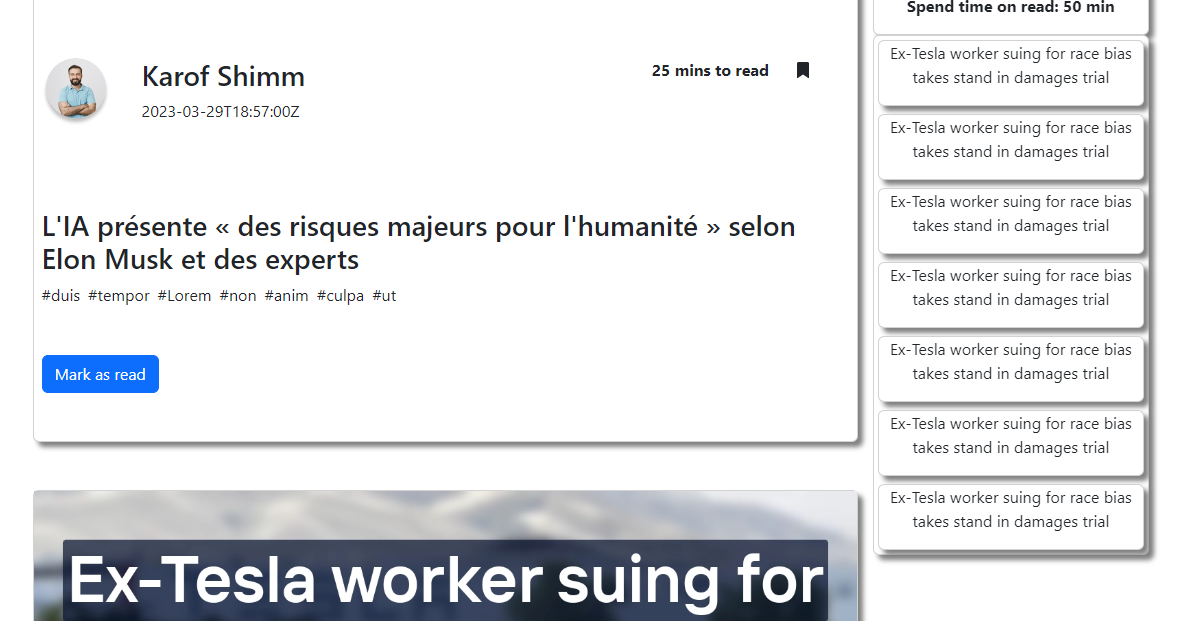 Karof Shimm
25 mins to read
2023-03-29T18:57:00Z
L'IA présente « des risques majeurs pour l'humanité » selon
Elon Musk et des experts
#duis #tempor #Lorem #non #anim #culpa #ut
Mark as read
Ex-Tesla worker suing for
Spend time on read: 50 min
Ex-Tesla worker suing for race bias
takes stand in damages trial
Ex-Tesla worker suing for race bias
takes stand in damages trial
Ex-Tesla worker suing for race bias
takes stand in damages trial
Ex-Tesla worker suing for race bias
takes stand in damages trial
Ex-Tesla worker suing for race bias
takes stand in damages trial
Ex-Tesla worker suing for race bias
takes stand in damages trial
Ex-Tesla worker suing for race bias
takes stand in damages trial